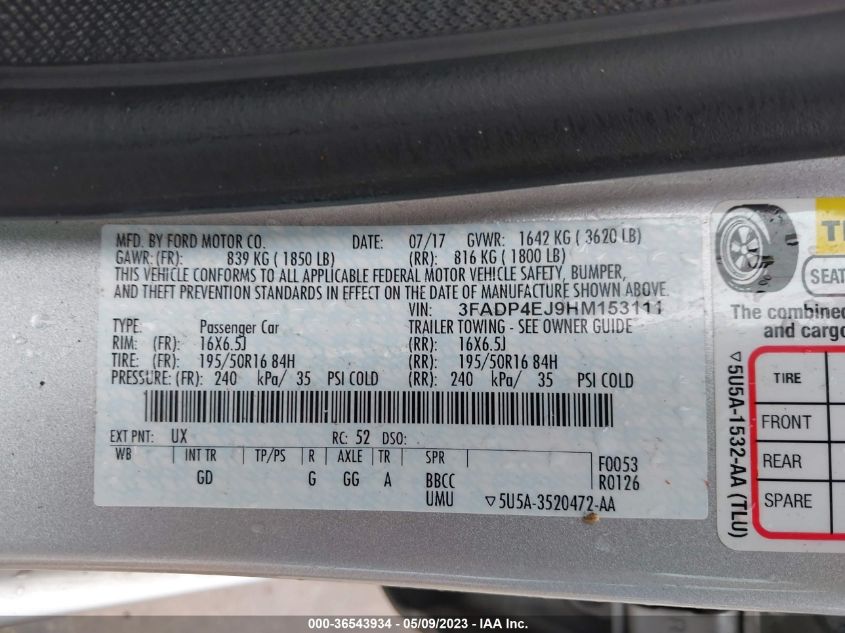 MFD. BY FORD MOTOR CO. DATE: 07/17 GVWR: 1642 KG ( 3620 LB)
GAWR:(FR): 839 KG ( 1850 LB) (RR): 816 KG ( 1800 LB)
THIS VEHICLE CONFORMS TO ALL APPLICABLE FEDERAL MOTOR VEHICLE SAFETY, BUMPER,
AND THEFT PREVENTION STANDARDS IN EFFECT ON THE DATE OF MANUFACTURE SHOWN ABOVE.
VIN: 3FADP4EJ9HM153111
TYPE: Passenger Car TRAILER TOWING - SEE OWNER GUIDE
RIM: (FR): 16X6.5J (RR): 16X6.5J
TIRE: (FR): 195/50R16 84H (RR): 195/50R16 84H
PRESSURE: (FR): 240 kPa/ 35 PSI COLD (RR): 240 kPa/ 35 PSI COLD
EXT PNT: UX RC: 52 DSO:
WB INT TR TP/PS R AXLE TR SPR F0053
GD G GG A BBCC R0126
UMU ▽5U5A-3520472-AA
SEAT
The combined
and cargo
TIRE
FRONT
REAR
SPARE
▽5U5A-1532-AA (TLU)
000-36543934 - 05/09/2023 - IAA Inc.